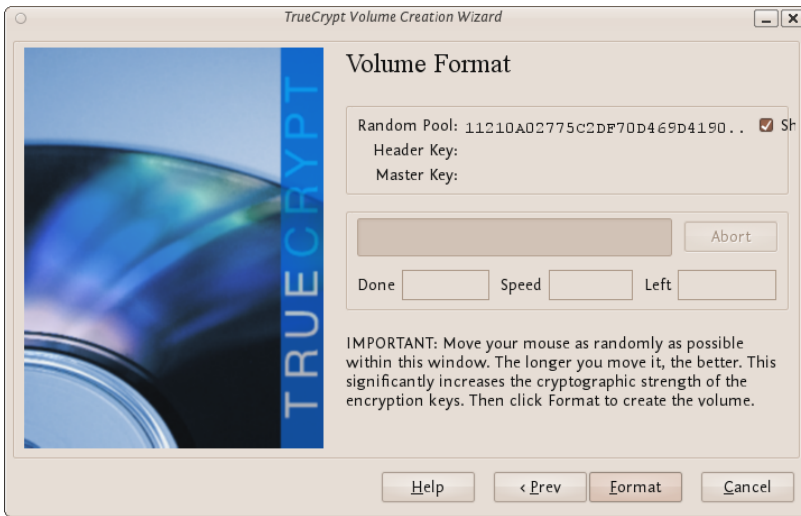 TrueCrypt Volume Creation Wizard
TRUECRYPT
Volume Format
Random Pool: 11210A02775C2DF70D469D4190.. Sh
Header Key:
Master Key:
Abort
Done Speed Left
IMPORTANT: Move your mouse as randomly as possible
within this window. The longer you move it, the better. This
significantly increases the cryptographic strength of the
encryption keys. Then click Format to create the volume.
Help < Prev Format Cancel